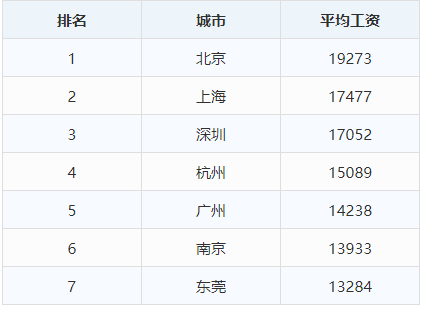 排名 城市 平均工资
1 北京 19273
2 上海 17477
3 深圳 17052
4 杭州 15089
5 广州 14238
6 南京 13933
7 东莞 13284